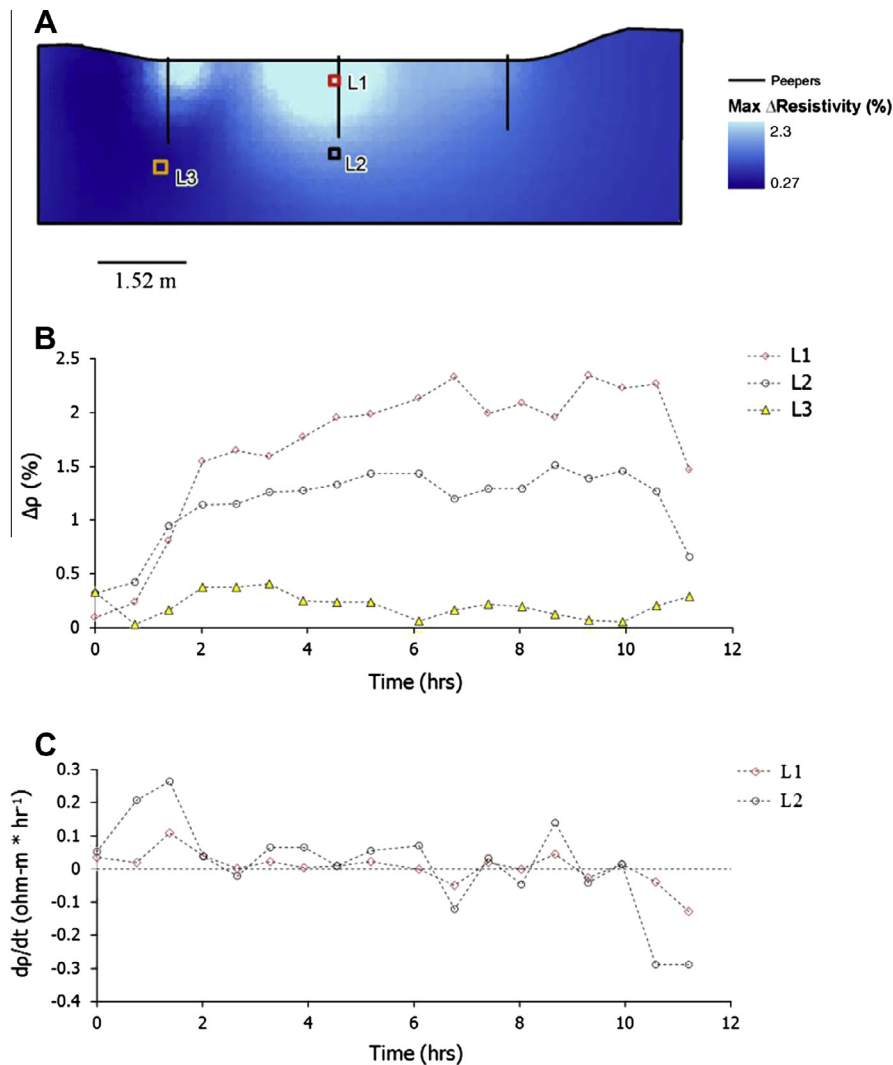 A
L1
L2
L3
Peepers
Max ΔResistivity (%)
2.3
0.27
1.52 m
B
2.5
2
1.5
1
0.5
0
Δρ (%)
0 2 4 6 8 10 12
Time (hrs)
L1
L2
L3
C
0.3
0.2
0.1
0
-0.1
-0.2
-0.3
-0.4
dρ/dt (ohm-m * hr⁻¹)
0 2 4 6 8 10 12
Time (hrs)
L1
L2